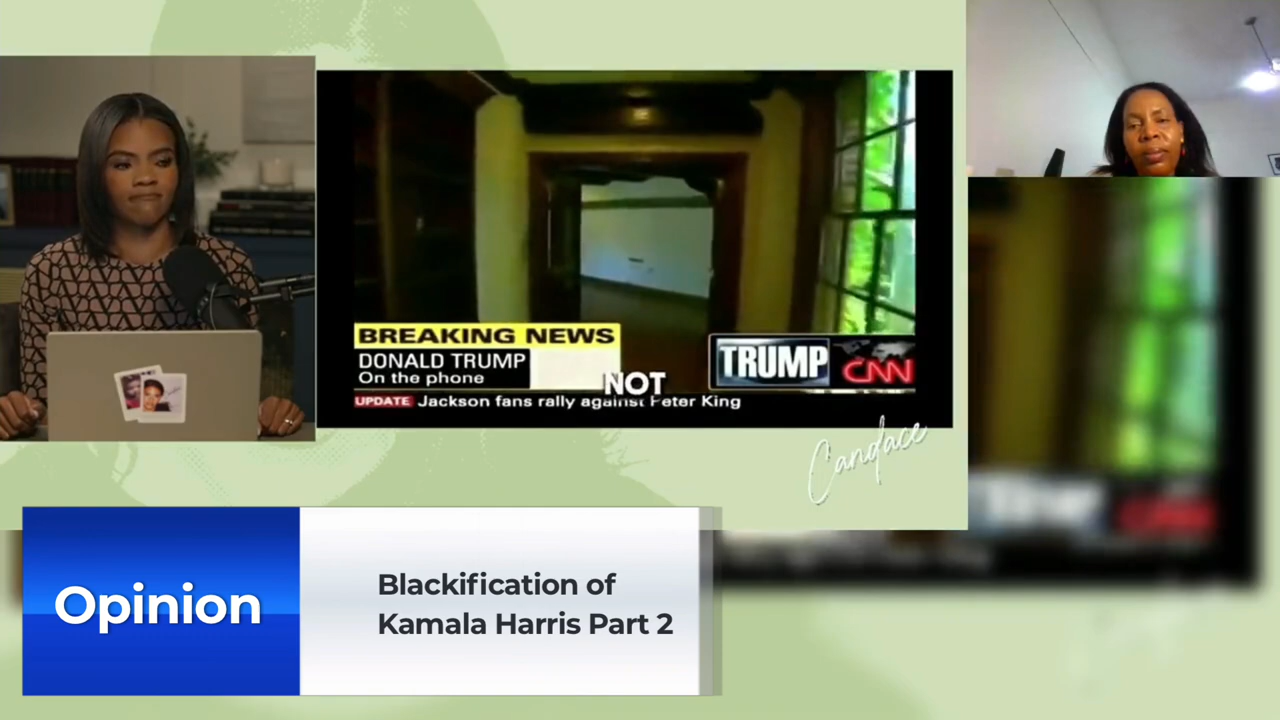 BREAKING NEWS
DONALD TRUMP
On the phone
NOT
TRUMP
CNN
UPDATE Jackson fans rally against Peter King
Candace
Opinion
Blackification of
Kamala Harris Part 2